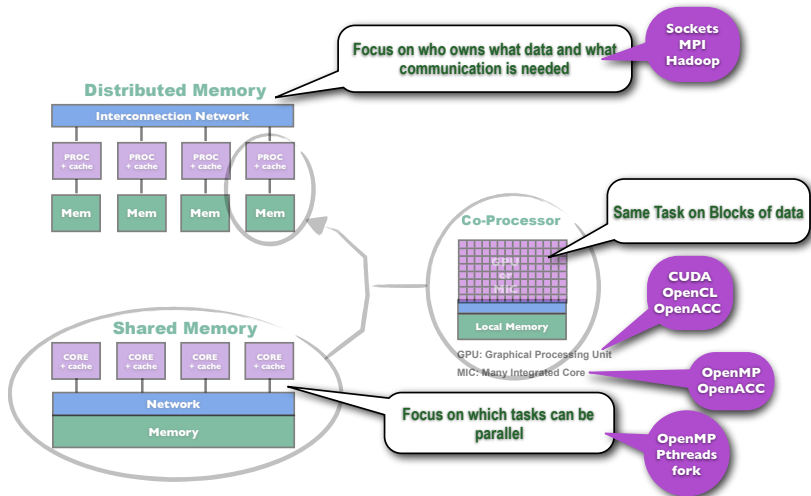 Sockets
MPI
Hadoop
Focus on who owns what data and what
communication is needed
Distributed Memory
Interconnection Network
PROC
+ cache
PROC
+ cache
PROC
+ cache
PROC
+ cache
Mem
Mem
Mem
Mem
Co-Processor
Same Task on Blocks of data
GPU
or
MIC
Local Memory
CUDA
OpenCL
OpenACC
GPU: Graphical Processing Unit
MIC: Many Integrated Core
OpenMP
OpenACC
Shared Memory
CORE
+ cache
CORE
+ cache
CORE
+ cache
CORE
+ cache
Network
Memory
Focus on which tasks can be
parallel
OpenMP
Pthreads
fork